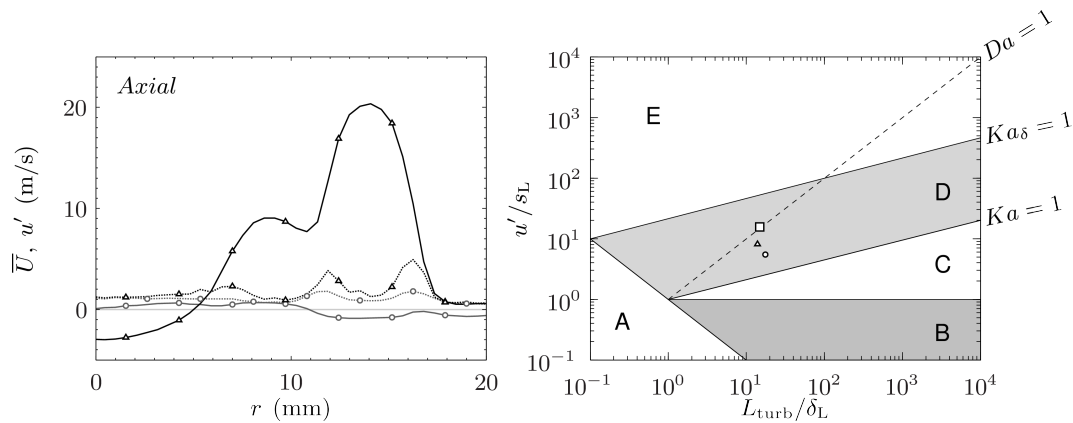 Axial
20
10
0
U̅, u′ (m/s)
0 10 20
r (mm)
10⁴
10³
10²
10¹
10⁰
10⁻¹
u′/s_L
10⁻¹ 10⁰ 10¹ 10² 10³ 10⁴
L_turb/δ_L
E
D
C
A
B
Da = 1
Ka_δ = 1
Ka = 1